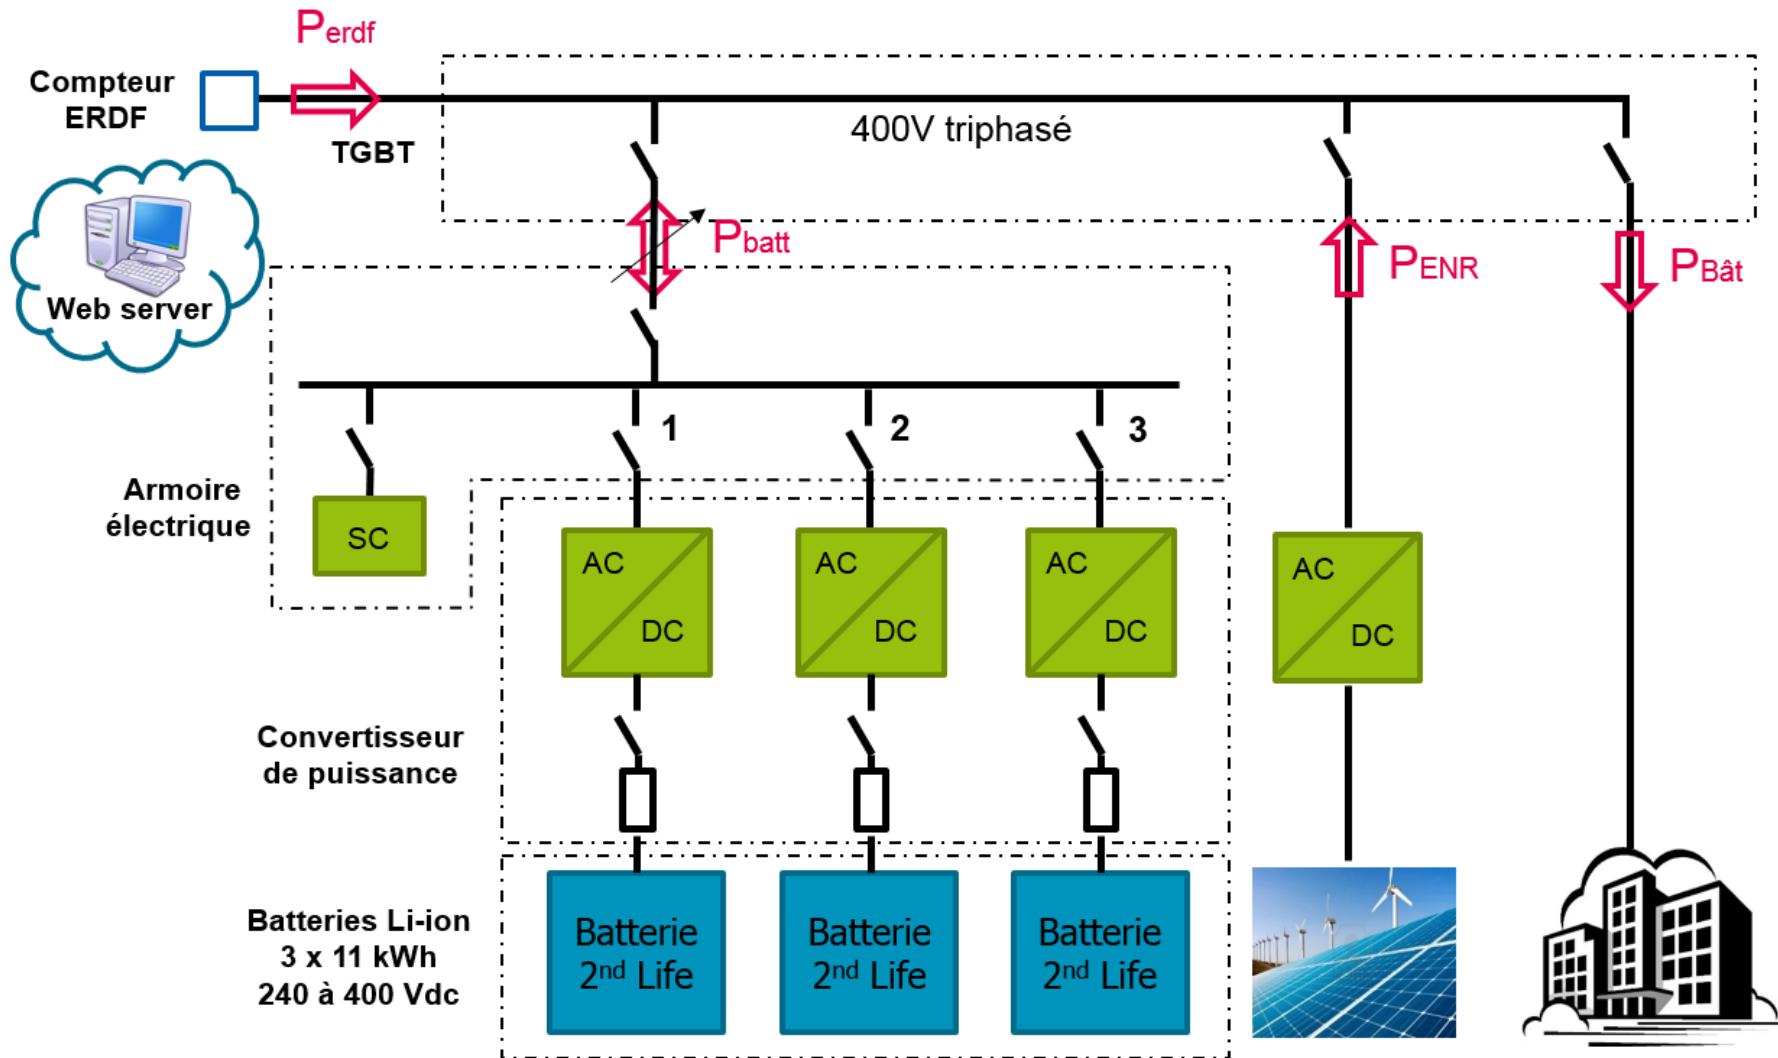 Perdf
Compteur
ERDF
TGBT
400V triphasé
Web server
Pbatt
PENR
PBât
1
2
3
Armoire
électrique
SC
AC
DC
AC
DC
AC
DC
AC
DC
Convertisseur
de puissance
Batteries Li-ion
3 x 11 kWh
240 à 400 Vdc
Batterie
2nd Life
Batterie
2nd Life
Batterie
2nd Life